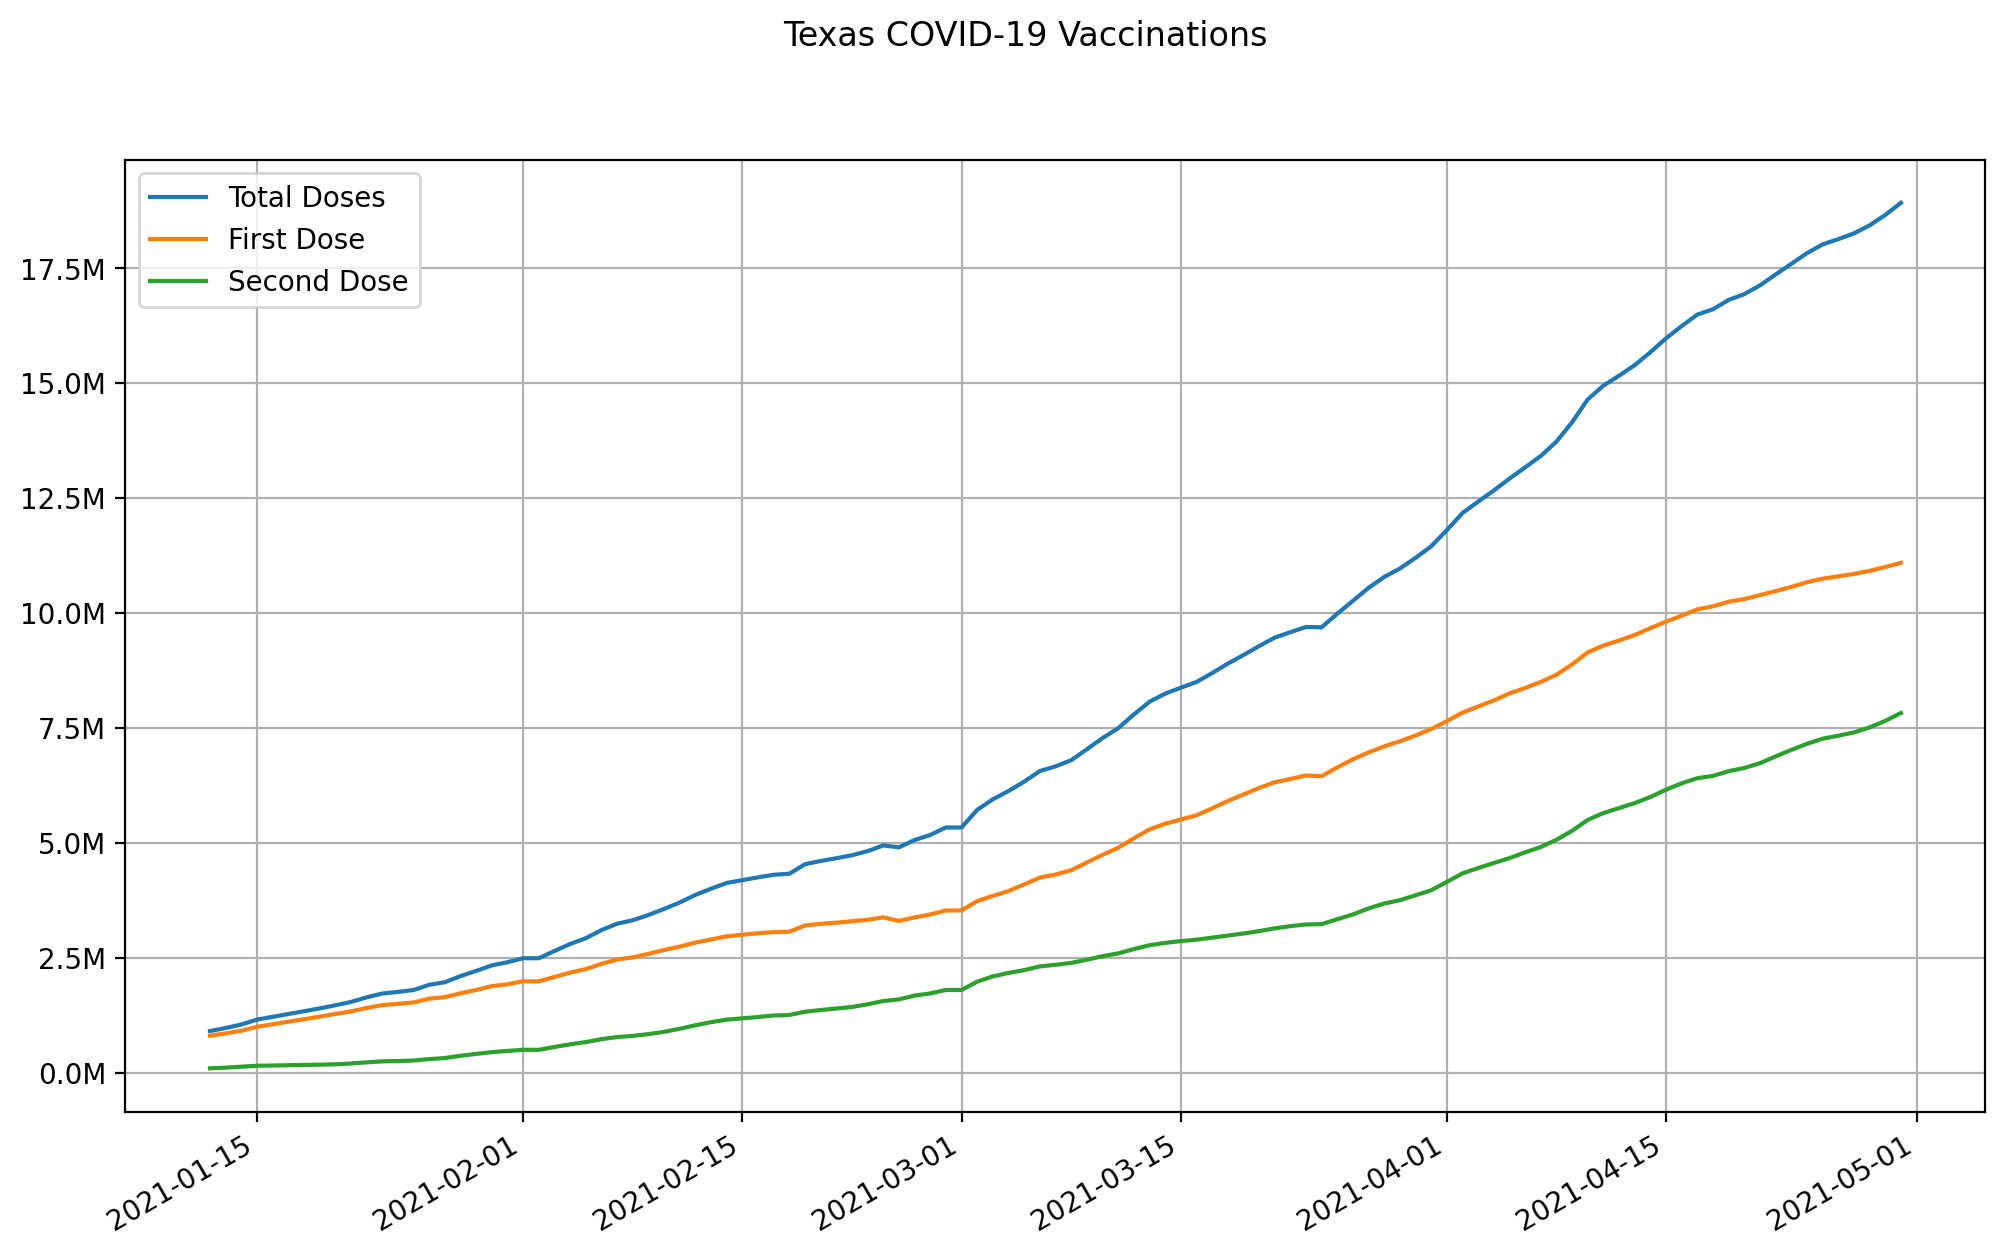 Texas COVID-19 Vaccinations
Total Doses
First Dose
Second Dose
17.5M
15.0M
12.5M
10.0M
7.5M
5.0M
2.5M
0.0M
2021-01-15
2021-02-01
2021-02-15
2021-03-01
2021-03-15
2021-04-01
2021-04-15
2021-05-01